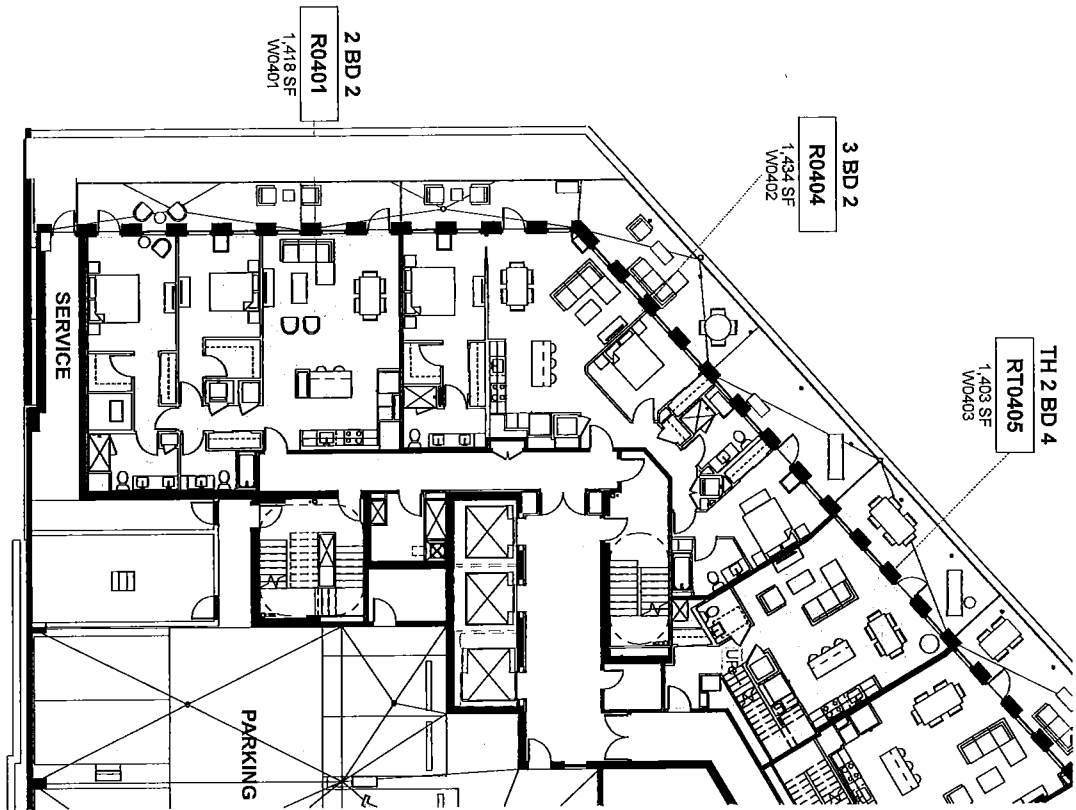 2 BD 2
R0401
1,418 SF
W0401
3 BD 2
R0404
1,434 SF
W0402
TH 2 BD 4
RT0405
1,403 SF
W0403
SERVICE
PARKING
UP